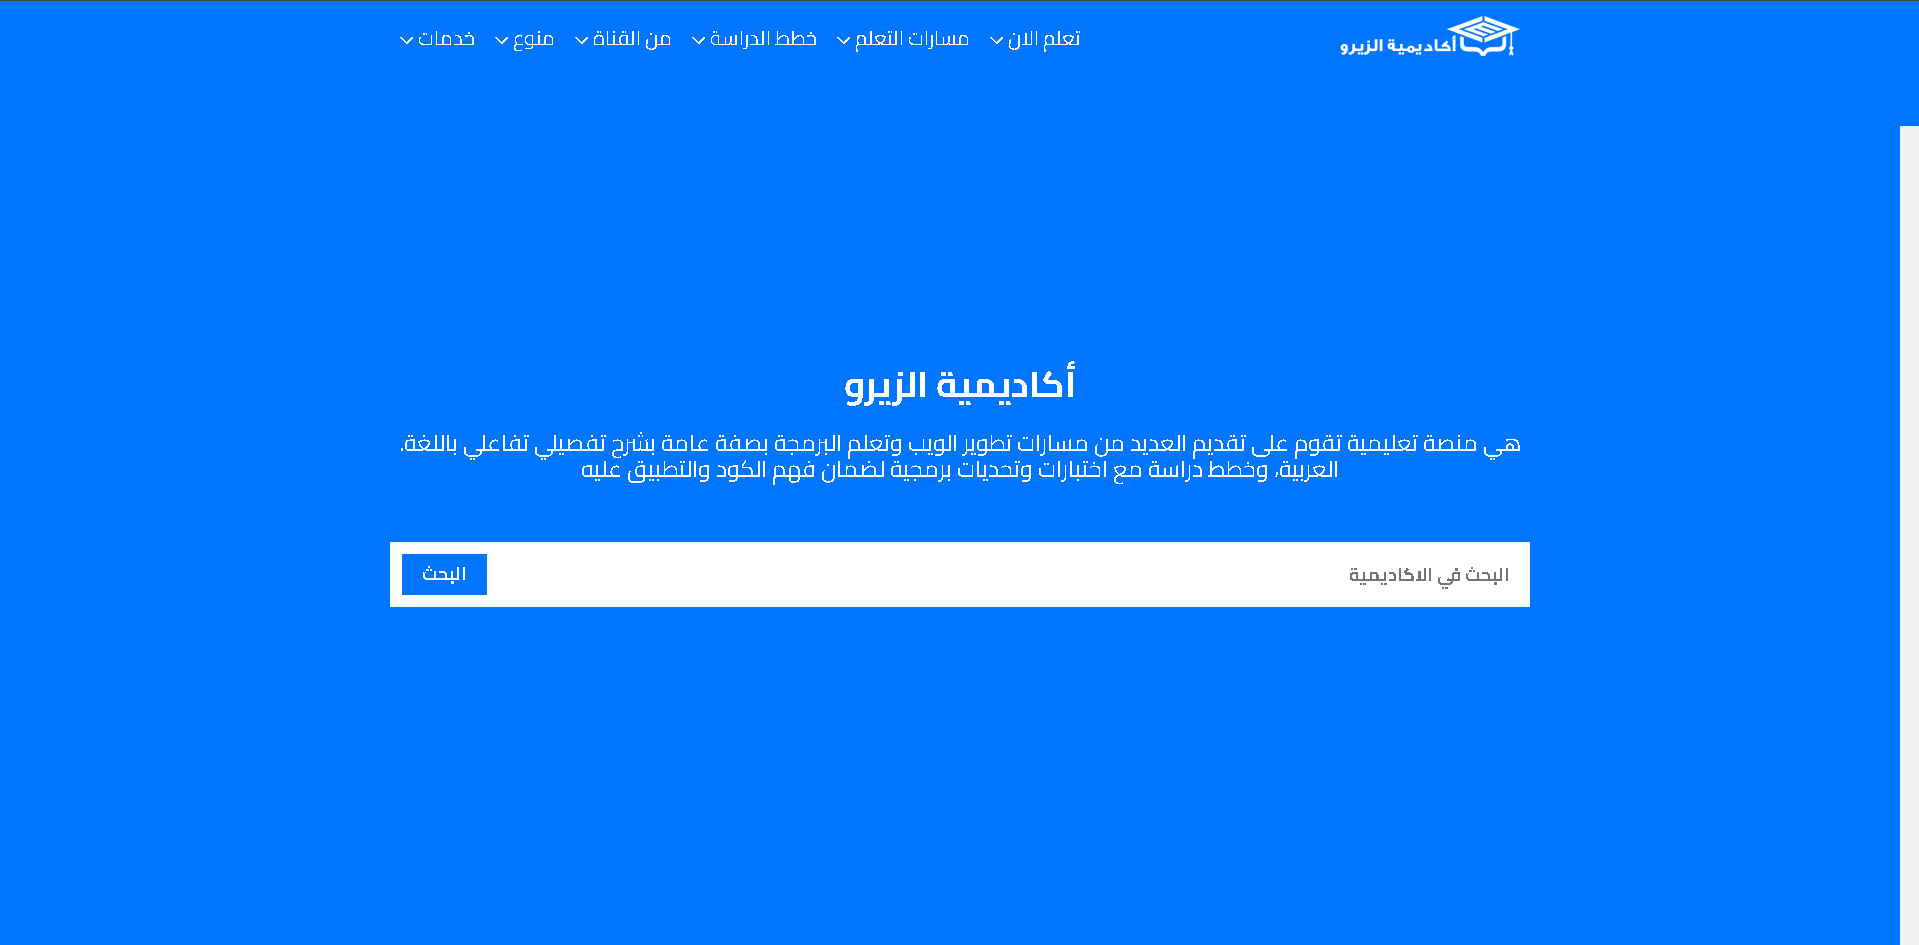 أكاديمية الزيرو
تعلم الان
مسارات التعلم
خطط الدراسة
من القناة
منوع
خدمات
أكاديمية الزيرو
هي منصة تعليمية تقوم على تقديم العديد من مسارات تطوير الويب وتعلم البرمجة بصفة عامة بشرح تفصيلي تفاعلي باللغة.
العربية، وخطط دراسة مع اختبارات وتحديات برمجية لضمان فهم الكود والتطبيق عليه
البحث في الاكاديمية
البحث